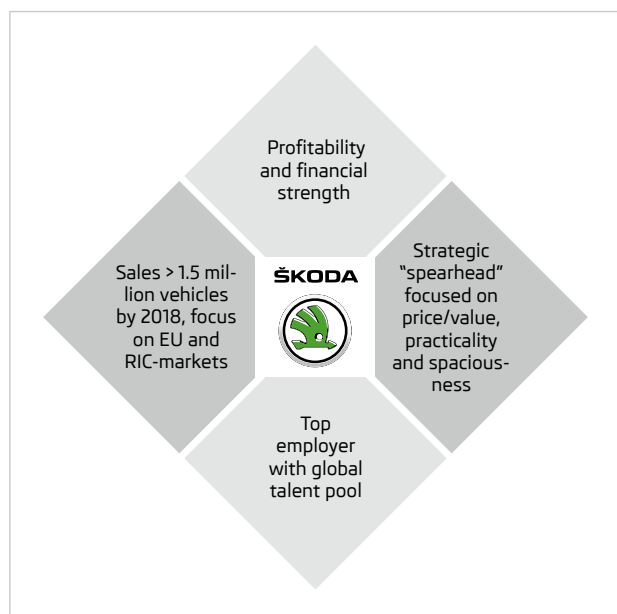 Profitability
and financial
strength
Sales > 1.5 mil-
lion vehicles
by 2018, focus
on EU and
RIC-markets
ŠKODA
Strategic
“spearhead”
focused on
price/value,
practicality
and spacious-
ness
Top
employer
with global
talent pool